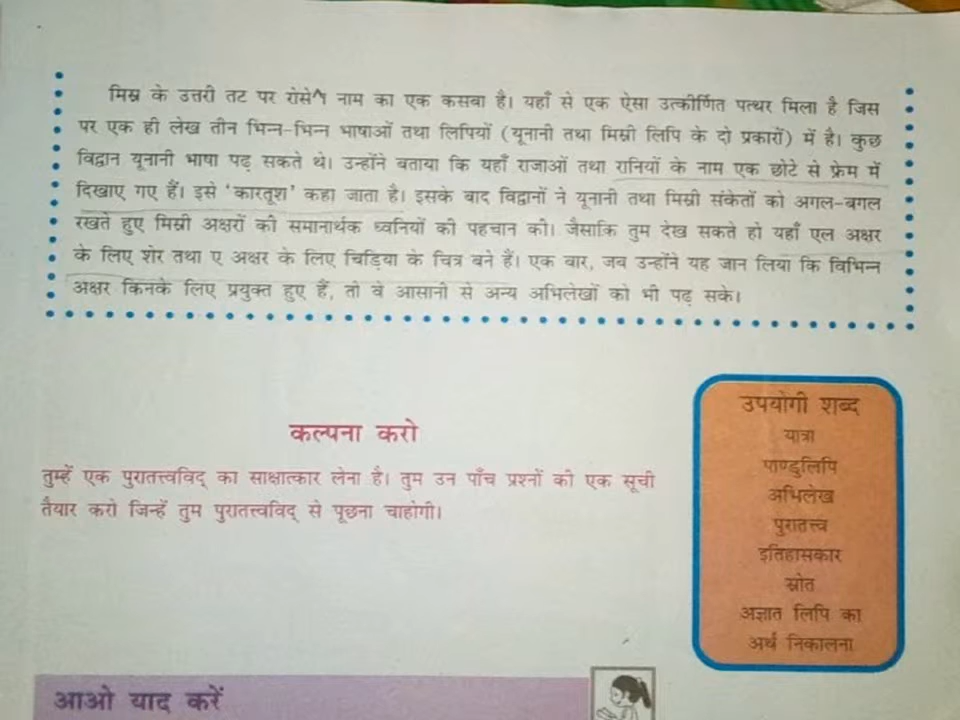 मिस्र के उत्तरी तट पर रोसेटा नाम का एक कसबा है। यहाँ से एक ऐसा उत्कीर्णित पत्थर मिला है जिस
पर एक ही लेख तीन भिन्न-भिन्न भाषाओं तथा लिपियों (यूनानी तथा मिस्री लिपि के दो प्रकारों) में है। कुछ
विद्वान यूनानी भाषा पढ़ सकते थे। उन्होंने बताया कि यहाँ राजाओं तथा रानियों के नाम एक छोटे से फ्रेम में
दिखाए गए हैं। इसे 'कारतूश' कहा जाता है। इसके बाद विद्वानों ने यूनानी तथा मिस्री संकेतों को अगल-बगल
रखते हुए मिस्री अक्षरों की समानार्थक ध्वनियों की पहचान की। जैसाकि तुम देख सकते हो यहाँ एल अक्षर
के लिए शेर तथा ए अक्षर के लिए चिड़िया के चित्र बने हैं। एक बार, जब उन्होंने यह जान लिया कि विभिन्न
अक्षर किनके लिए प्रयुक्त हुए हैं, तो वे आसानी से अन्य अभिलेखों को भी पढ़ सके।
कल्पना करो
तुम्हें एक पुरातत्त्वविद् का साक्षात्कार लेना है। तुम उन पाँच प्रश्नों की एक सूची
तैयार करो जिन्हें तुम पुरातत्त्वविद् से पूछना चाहोगी।
उपयोगी शब्द
यात्रा
पाण्डुलिपि
अभिलेख
पुरातत्त्व
इतिहासकार
स्रोत
अज्ञात लिपि का
अर्थ निकालना
आओ याद करें